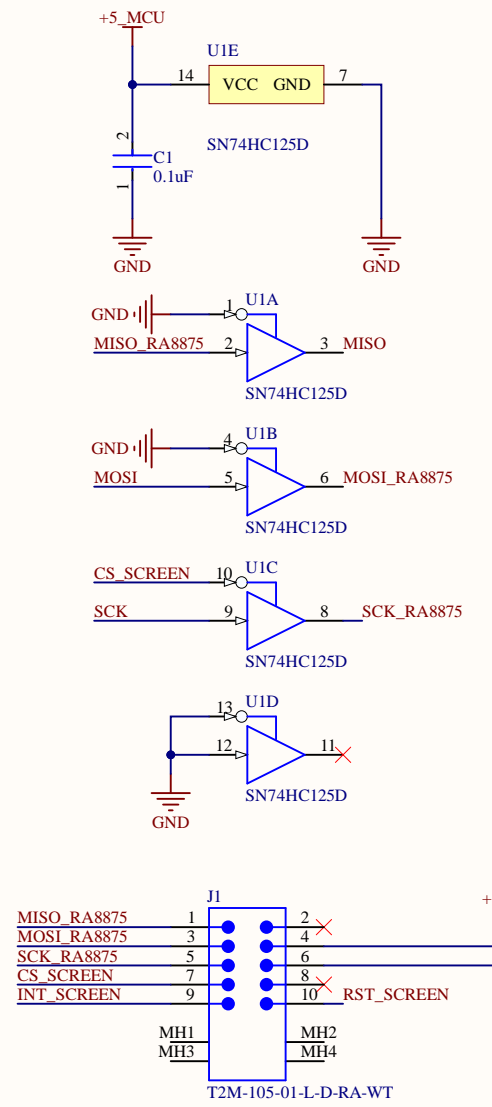 +5_MCU
U1E
14 VCC GND 7
SN74HC125D
2
C1
0.1uF
1
GND GND
U1A
GND 1
MISO_RA8875 2 3 MISO
SN74HC125D
U1B
GND 4
MOSI 5 6 MOSI_RA8875
SN74HC125D
U1C
CS_SCREEN 10
SCK 9 8 SCK_RA8875
SN74HC125D
U1D
13
12 11
SN74HC125D
GND
J1
+
MISO_RA8875 1 2
MOSI_RA8875 3 4
SCK_RA8875 5 6
CS_SCREEN 7 8
INT_SCREEN 9 10 RST_SCREEN
MH1 MH2
MH3 MH4
T2M-105-01-L-D-RA-WT